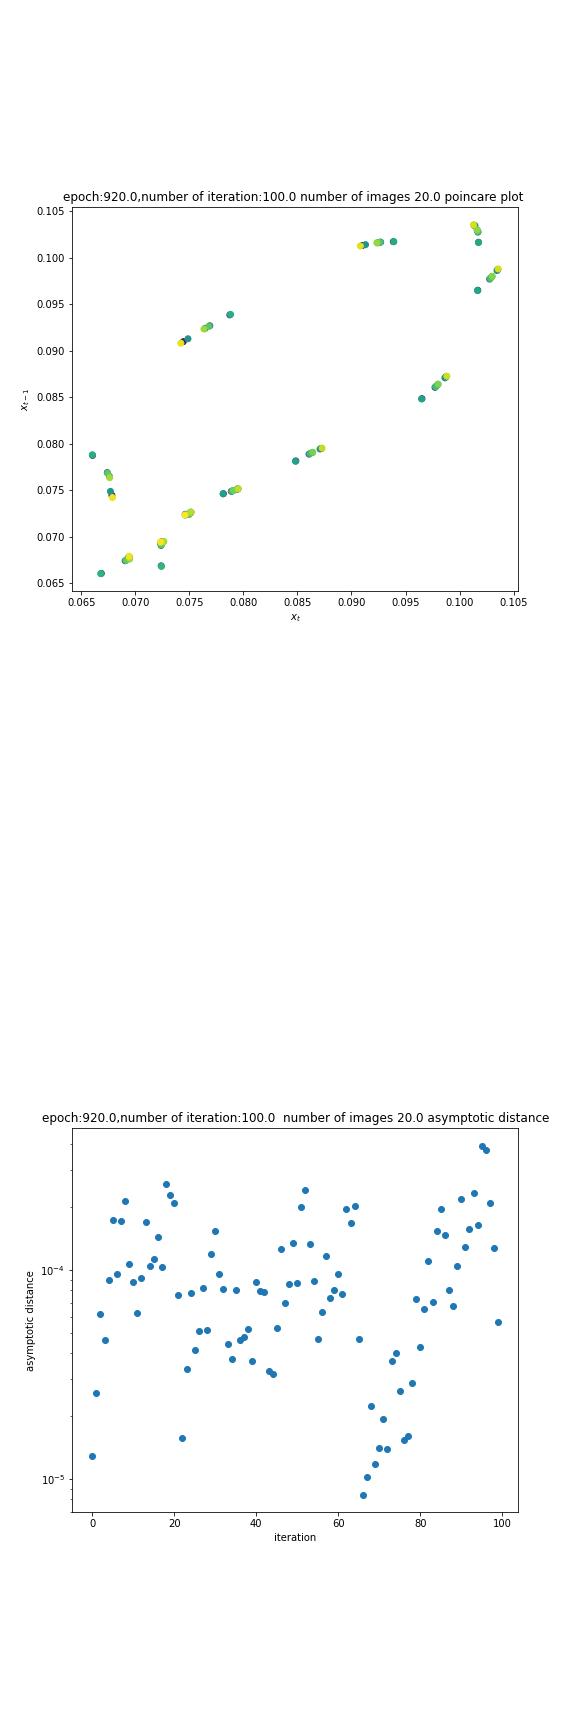 epoch:920.0,number of iteration:100.0 number of images 20.0 poincare plot
0.105
0.100
0.095
0.090
0.085
0.080
0.075
0.070
0.065
x_{t-1}
0.065 0.070 0.075 0.080 0.085 0.090 0.095 0.100 0.105
x_t
epoch:920.0,number of iteration:100.0  number of images 20.0 asymptotic distance
10^{-4}
10^{-5}
asymptotic distance
0 20 40 60 80 100
iteration